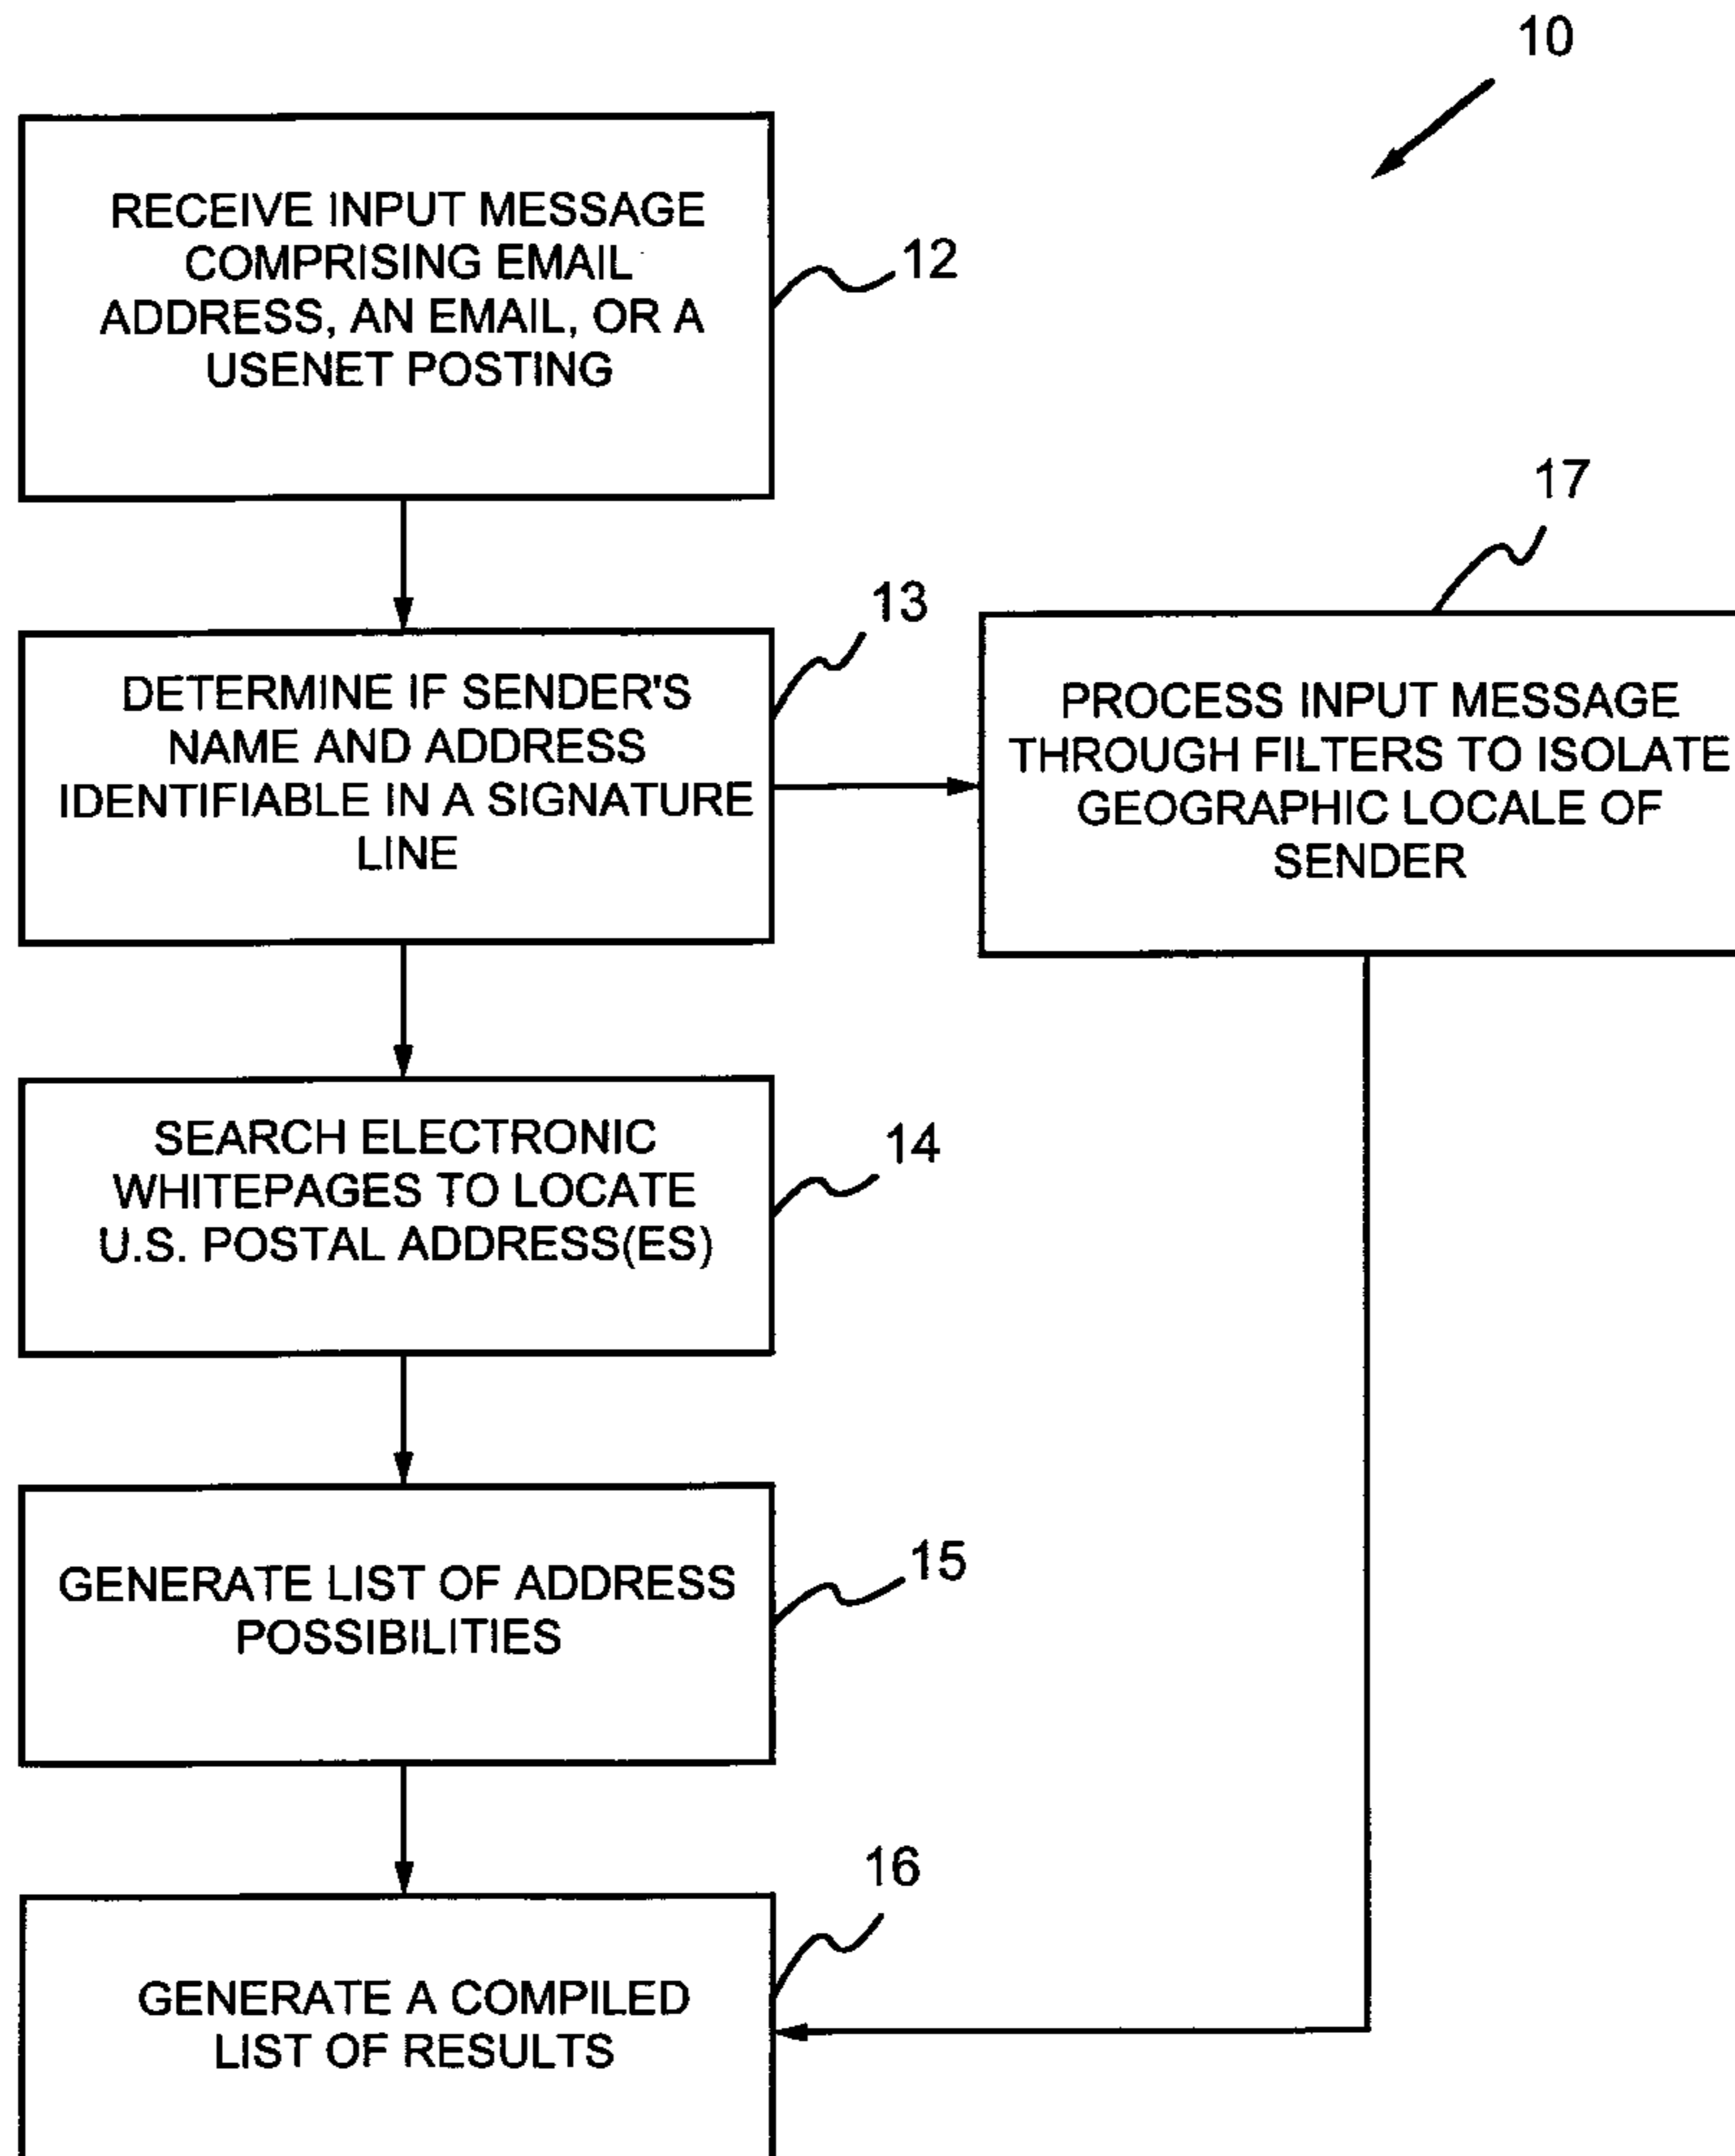 10
RECEIVE INPUT MESSAGE
COMPRISING EMAIL
ADDRESS, AN EMAIL, OR A
USENET POSTING
12
17
13
DETERMINE IF SENDER'S
NAME AND ADDRESS
IDENTIFIABLE IN A SIGNATURE
LINE
PROCESS INPUT MESSAGE
THROUGH FILTERS TO ISOLATE
GEOGRAPHIC LOCALE OF
SENDER
SEARCH ELECTRONIC
WHITEPAGES TO LOCATE
U.S. POSTAL ADDRESS(ES)
14
GENERATE LIST OF ADDRESS
POSSIBILITIES
15
16
GENERATE A COMPILED
LIST OF RESULTS